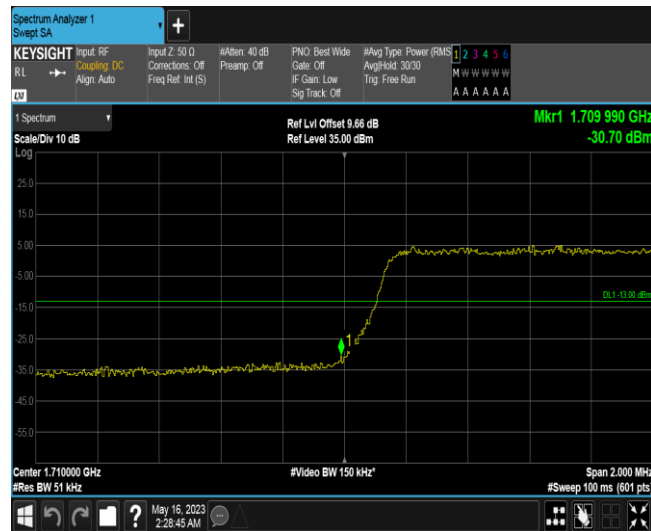 Spectrum Analyzer 1
Swept SA
+
KEYSIGHT
RL
LXI
Input: RF
Coupling: DC
Align: Auto
Input Z: 50 Ω
Corrections: Off
Freq Ref: Int (S)
#Atten: 40 dB
Preamp: Off
PNO: Best Wide
Gate: Off
IF Gain: Low
Sig Track: Off
#Avg Type: Power (RMS
Avg|Hold: 30/30
Trig: Free Run
1 2 3 4 5 6
M W W W W W
A A A A A A
1 Spectrum
Scale/Div 10 dB
Log
Ref Lvl Offset 9.66 dB
Ref Level 35.00 dBm
Mkr1 1.709 990 GHz
-30.70 dBm
25.0
15.0
5.00
-5.00
DL1 -13.00 dBm
-15.0
-25.0
1
-35.0
-45.0
-55.0
Center 1.710000 GHz
#Video BW 150 kHz*
Span 2.000 MHz
#Res BW 51 kHz
#Sweep 100 ms (601 pts)
?
May 16, 2023
2:28:45 AM